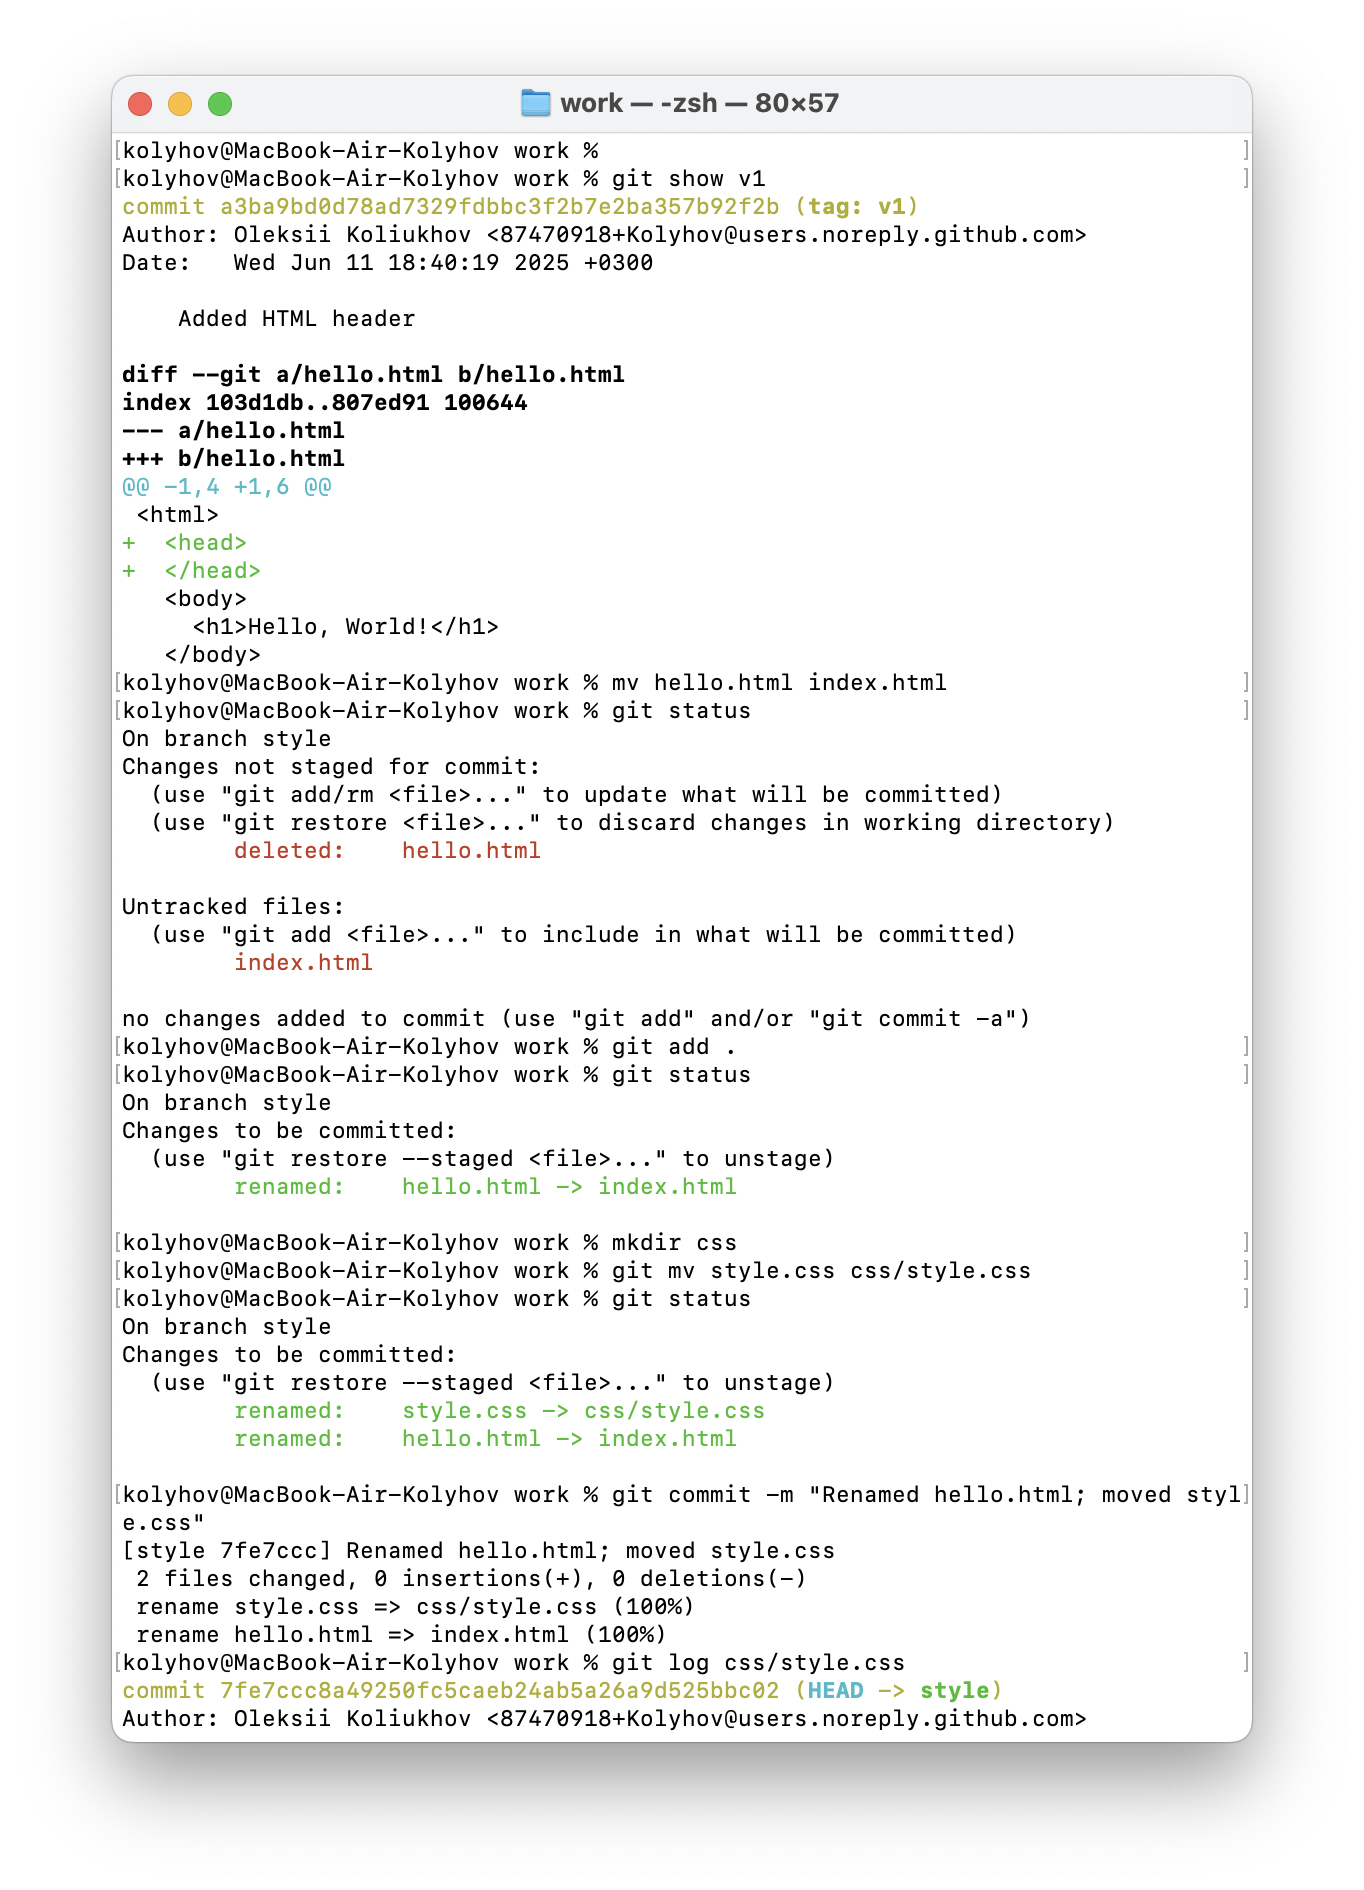 work — -zsh — 80×57
[kolyhov@MacBook-Air-Kolyhov work % ]
[kolyhov@MacBook-Air-Kolyhov work % git show v1 ]
commit a3ba9bd0d78ad7329fdbbc3f2b7e2ba357b92f2b (tag: v1)
Author: Oleksii Koliukhov <87470918+Kolyhov@users.noreply.github.com>
Date:   Wed Jun 11 18:40:19 2025 +0300
    Added HTML header
diff --git a/hello.html b/hello.html
index 103d1db..807ed91 100644
--- a/hello.html
+++ b/hello.html
@@ -1,4 +1,6 @@
 <html>
+  <head>
+  </head>
   <body>
     <h1>Hello, World!</h1>
   </body>
[kolyhov@MacBook-Air-Kolyhov work % mv hello.html index.html ]
[kolyhov@MacBook-Air-Kolyhov work % git status ]
On branch style
Changes not staged for commit:
  (use "git add/rm <file>..." to update what will be committed)
  (use "git restore <file>..." to discard changes in working directory)
        deleted:    hello.html
Untracked files:
  (use "git add <file>..." to include in what will be committed)
        index.html
no changes added to commit (use "git add" and/or "git commit -a")
[kolyhov@MacBook-Air-Kolyhov work % git add . ]
[kolyhov@MacBook-Air-Kolyhov work % git status ]
On branch style
Changes to be committed:
  (use "git restore --staged <file>..." to unstage)
        renamed:    hello.html -> index.html
[kolyhov@MacBook-Air-Kolyhov work % mkdir css ]
[kolyhov@MacBook-Air-Kolyhov work % git mv style.css css/style.css ]
[kolyhov@MacBook-Air-Kolyhov work % git status ]
On branch style
Changes to be committed:
  (use "git restore --staged <file>..." to unstage)
        renamed:    style.css -> css/style.css
        renamed:    hello.html -> index.html
[kolyhov@MacBook-Air-Kolyhov work % git commit -m "Renamed hello.html; moved styl]
e.css"
[style 7fe7ccc] Renamed hello.html; moved style.css
 2 files changed, 0 insertions(+), 0 deletions(-)
 rename style.css => css/style.css (100%)
 rename hello.html => index.html (100%)
[kolyhov@MacBook-Air-Kolyhov work % git log css/style.css ]
commit 7fe7ccc8a49250fc5caeb24ab5a26a9d525bbc02 (HEAD -> style)
Author: Oleksii Koliukhov <87470918+Kolyhov@users.noreply.github.com>